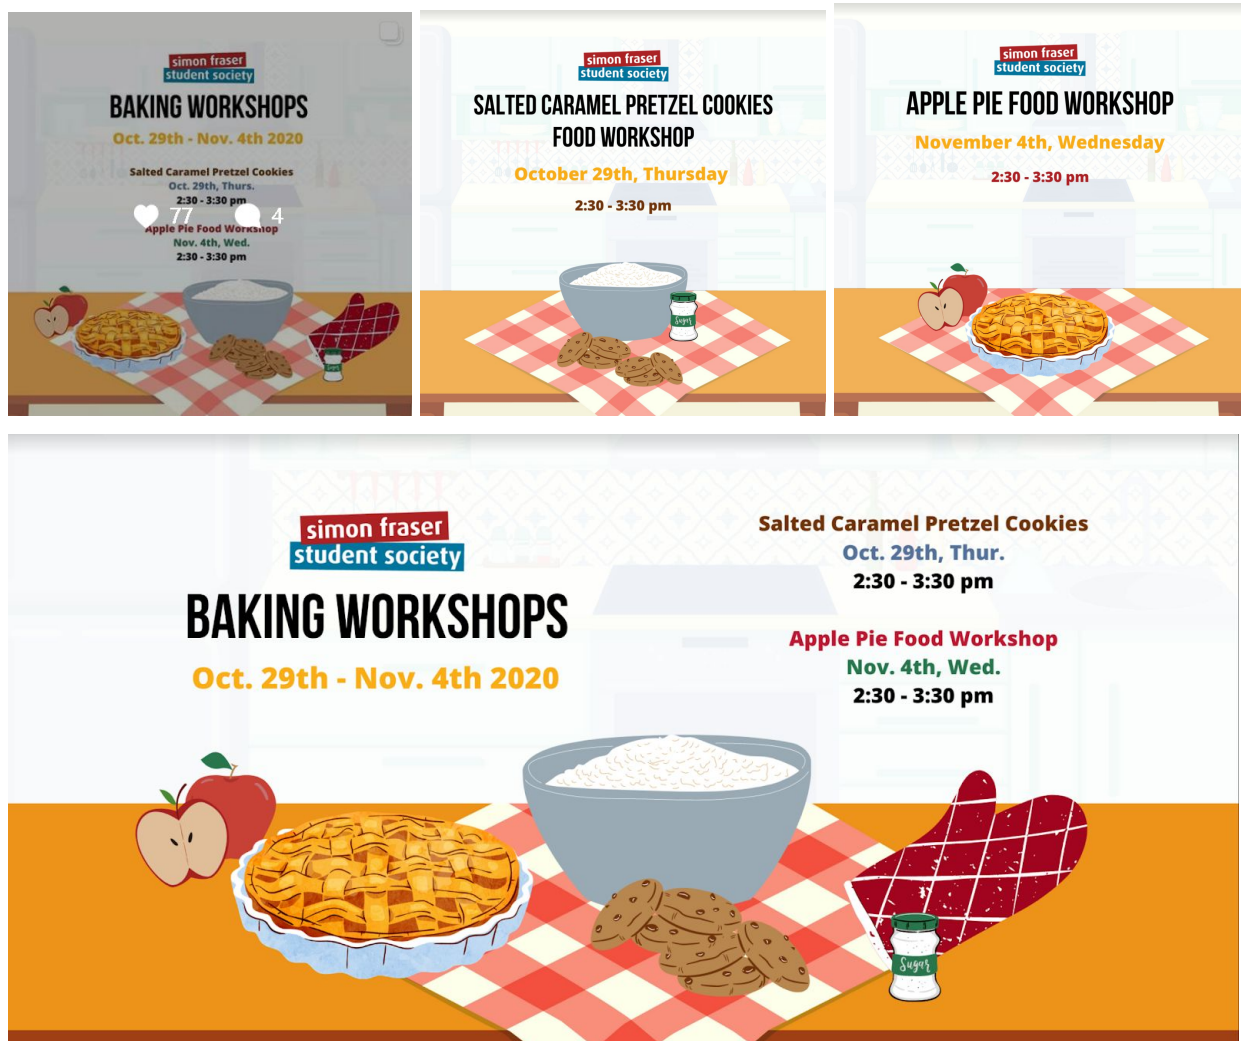 simon fraser
student society
BAKING WORKSHOPS
Oct. 29th - Nov. 4th 2020
Salted Caramel Pretzel Cookies
Oct. 29th, Thurs.
2:30 - 3:30 pm
77 4
Apple Pie Food Workshop
Nov. 4th, Wed.
2:30 - 3:30 pm
simon fraser
student society
SALTED CARAMEL PRETZEL COOKIES
FOOD WORKSHOP
October 29th, Thursday
2:30 - 3:30 pm
Sugar
simon fraser
student society
APPLE PIE FOOD WORKSHOP
November 4th, Wednesday
2:30 - 3:30 pm
simon fraser
student society
BAKING WORKSHOPS
Oct. 29th - Nov. 4th 2020
Salted Caramel Pretzel Cookies
Oct. 29th, Thur.
2:30 - 3:30 pm
Apple Pie Food Workshop
Nov. 4th, Wed.
2:30 - 3:30 pm
Sugar